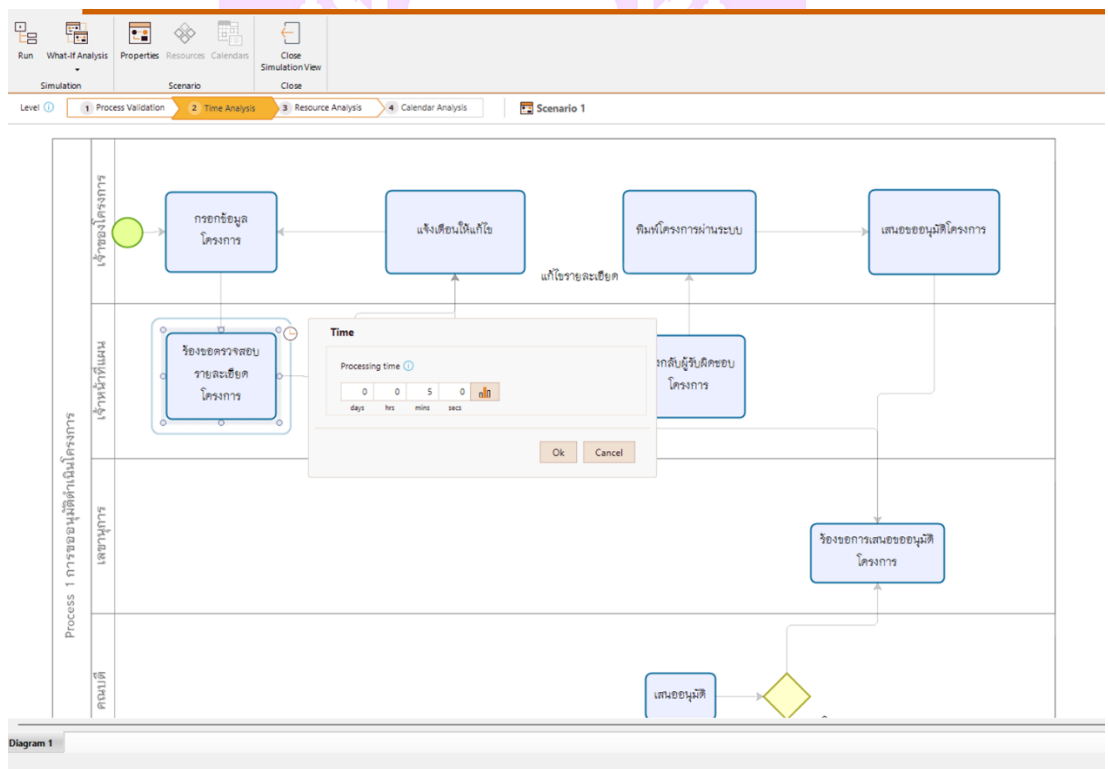 Run
What-If Analysis
Properties
Resources
Calendars
Close
Simulation View
Simulation
Scenario
Close
Level
1 Process Validation
2 Time Analysis
3 Resource Analysis
4 Calendar Analysis
Scenario 1
Process 1 การขออนุมัติดำเนินโครงการ
เจ้าของโครงการ
กรอกข้อมูล
โครงการ
แจ้งเตือนให้แก้ไข
พิมพ์โครงการผ่านระบบ
เสนอขออนุมัติโครงการ
แก้ไขรายละเอียด
เจ้าหน้าที่แผน
ร้องขอตรวจสอบ
รายละเอียด
โครงการ
Time
Processing time
0 0 5 0
days hrs mins secs
Ok
Cancel
กลับผู้รับผิดชอบ
โครงการ
เลขานุการ
ร้องขอการเสนอขออนุมัติ
โครงการ
คณบดี
เสนออนุมัติ
Diagram 1